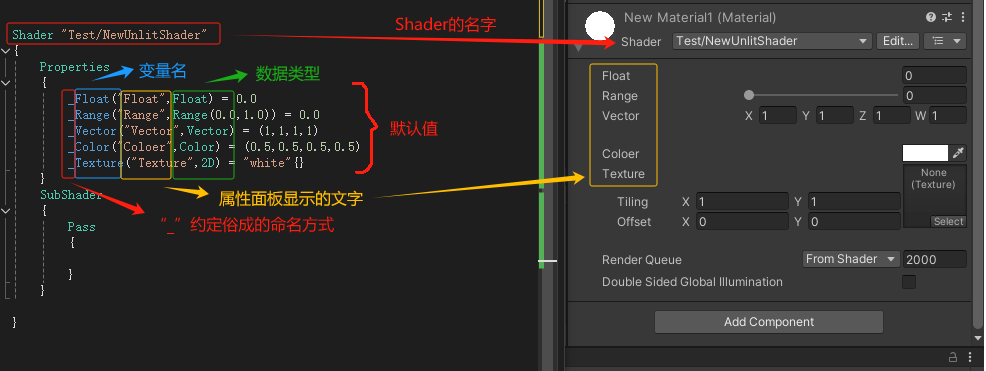 Shader的名字
Shader "Test/NewUnlitShader"
{
Properties
变量名
数据类型
{
_Float("Float",Float) = 0.0
_Range("Range",Range(0.0,1.0)) = 0.0
_Vector("Vector",Vector) = (1,1,1,1)
_Color("Coloer",Color) = (0.5,0.5,0.5,0.5)
_Texture("Texture",2D) = "white"{}
默认值
}
属性面板显示的文字
SubShader
{
"_" 约定俗成的命名方式
Pass
{
}
}
}
New Material1 (Material)
Shader Test/NewUnlitShader Edit...
Float 0
Range 0
Vector X 1 Y 1 Z 1 W 1
Coloer
Texture
None
(Texture)
Tiling X 1 Y 1
Offset X 0 Y 0
Select
Render Queue From Shader 2000
Double Sided Global Illumination
Add Component